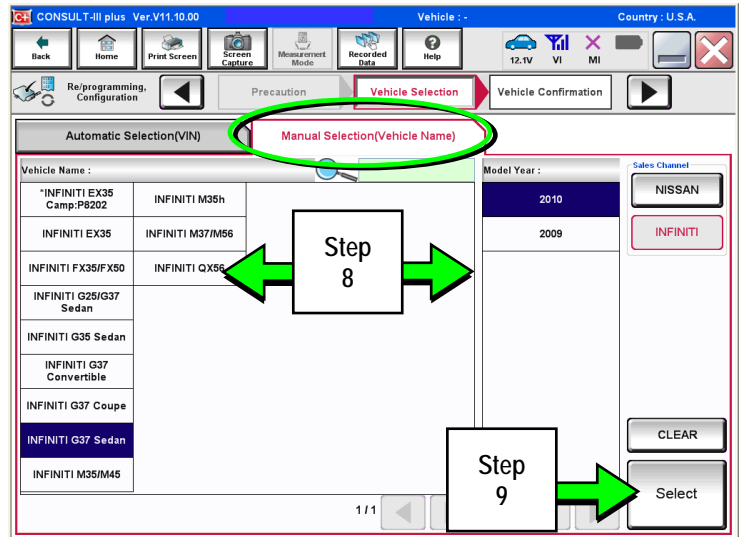 CONSULT-III plus Ver.V11.10.00 Vehicle : - Country : U.S.A.
Back
Home
Print Screen
Screen
Capture
Measurement
Mode
Recorded
Data
Help
12.1V
VI
MI
Re/programming,
Configuration
Precaution
Vehicle Selection
Vehicle Confirmation
Automatic Selection(VIN)
Manual Selection(Vehicle Name)
Vehicle Name :
*INFINITI EX35
Camp:P8202
INFINITI EX35
INFINITI FX35/FX50
INFINITI G25/G37
Sedan
INFINITI G35 Sedan
INFINITI G37
Convertible
INFINITI G37 Coupe
INFINITI G37 Sedan
INFINITI M35/M45
INFINITI M35h
INFINITI M37/M56
INFINITI QX56
Step
8
1/1
Model Year :
2010
2009
Sales Channel
NISSAN
INFINITI
CLEAR
Step
9
Select